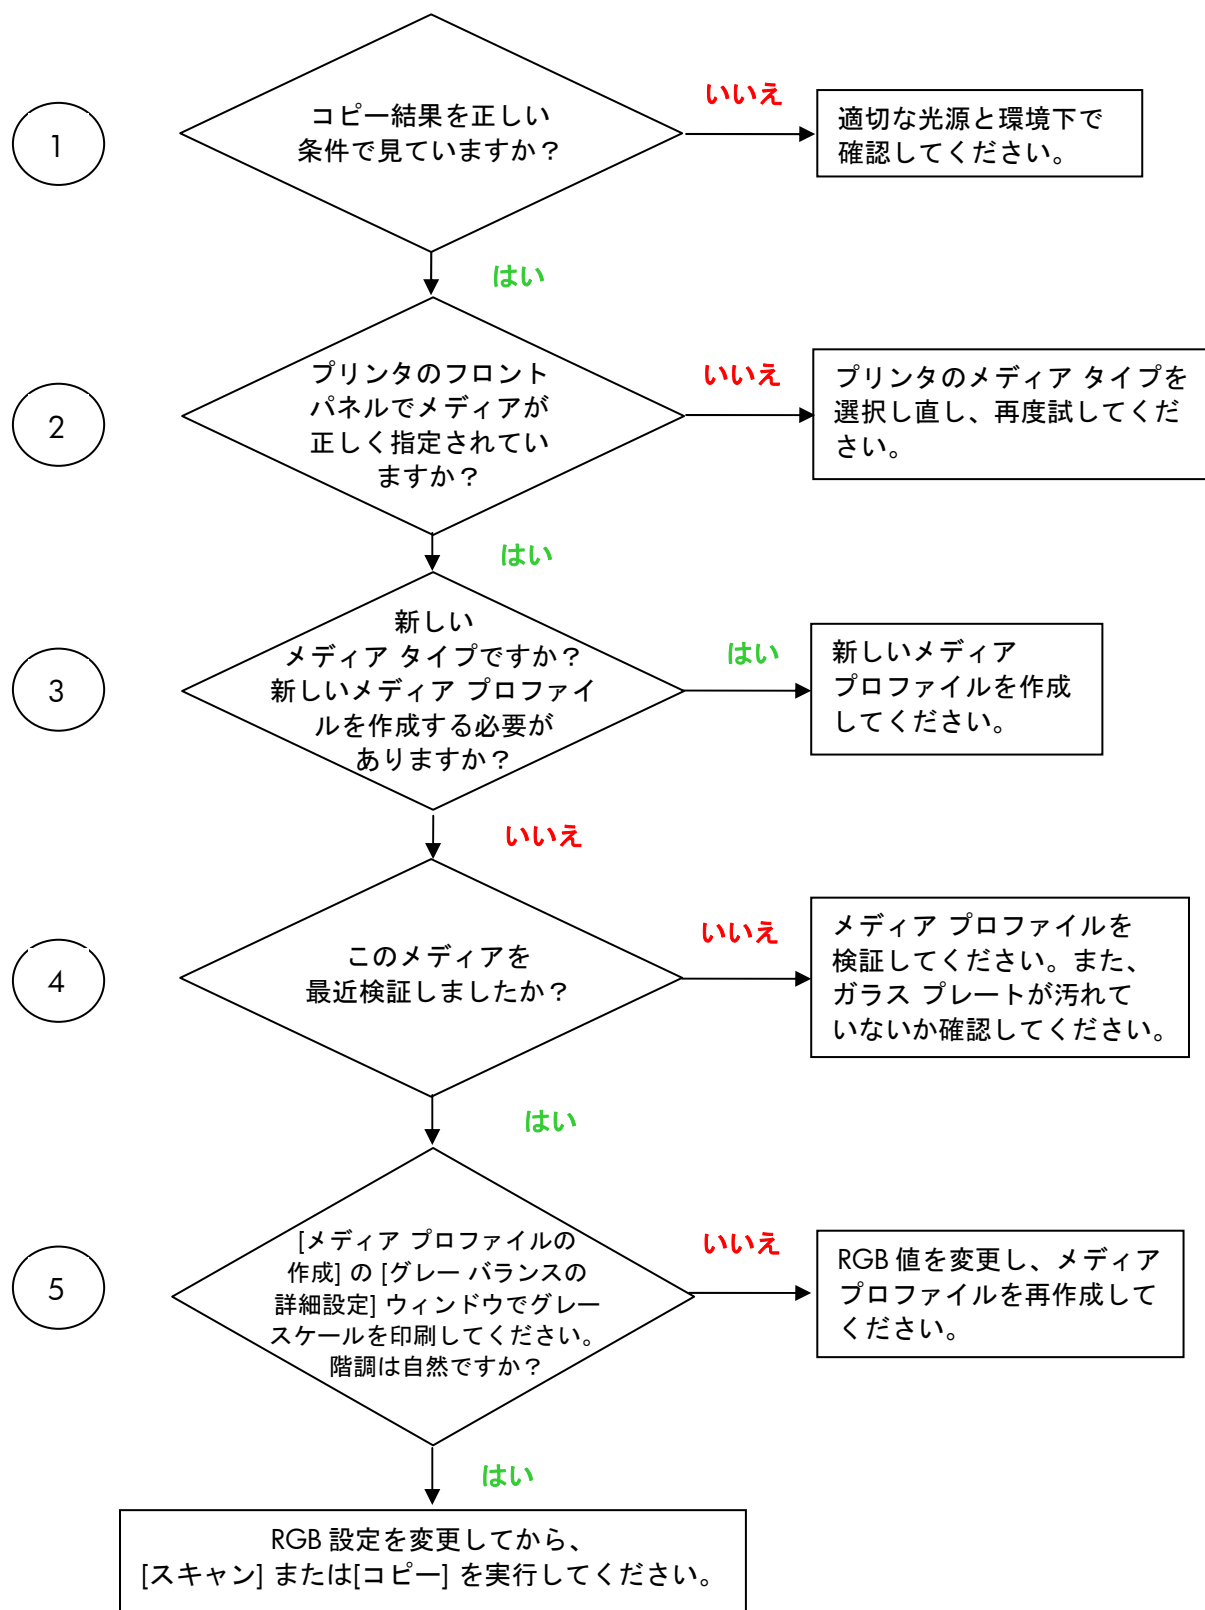 1
コピー結果を正しい
条件で見ていますか？
いいえ
適切な光源と環境下で
確認してください。
はい
2
プリンタのフロント
パネルでメディアが
正しく指定されてい
ますか？
いいえ
プリンタのメディア タイプを
選択し直し、再度試してくだ
さい。
はい
3
新しい
メディア タイプですか？
新しいメディア プロファイ
ルを作成する必要が
ありますか？
はい
新しいメディア
プロファイルを作成
してください。
いいえ
4
このメディアを
最近検証しましたか？
いいえ
メディア プロファイルを
検証してください。また、
ガラス プレートが汚れて
いないか確認してください。
はい
5
[メディア プロファイルの
作成] の [グレー バランスの
詳細設定] ウィンドウでグレー
スケールを印刷してください。
階調は自然ですか？
いいえ
RGB 値を変更し、メディア
プロファイルを再作成して
ください。
はい
RGB 設定を変更してから、
[スキャン] または[コピー] を実行してください。